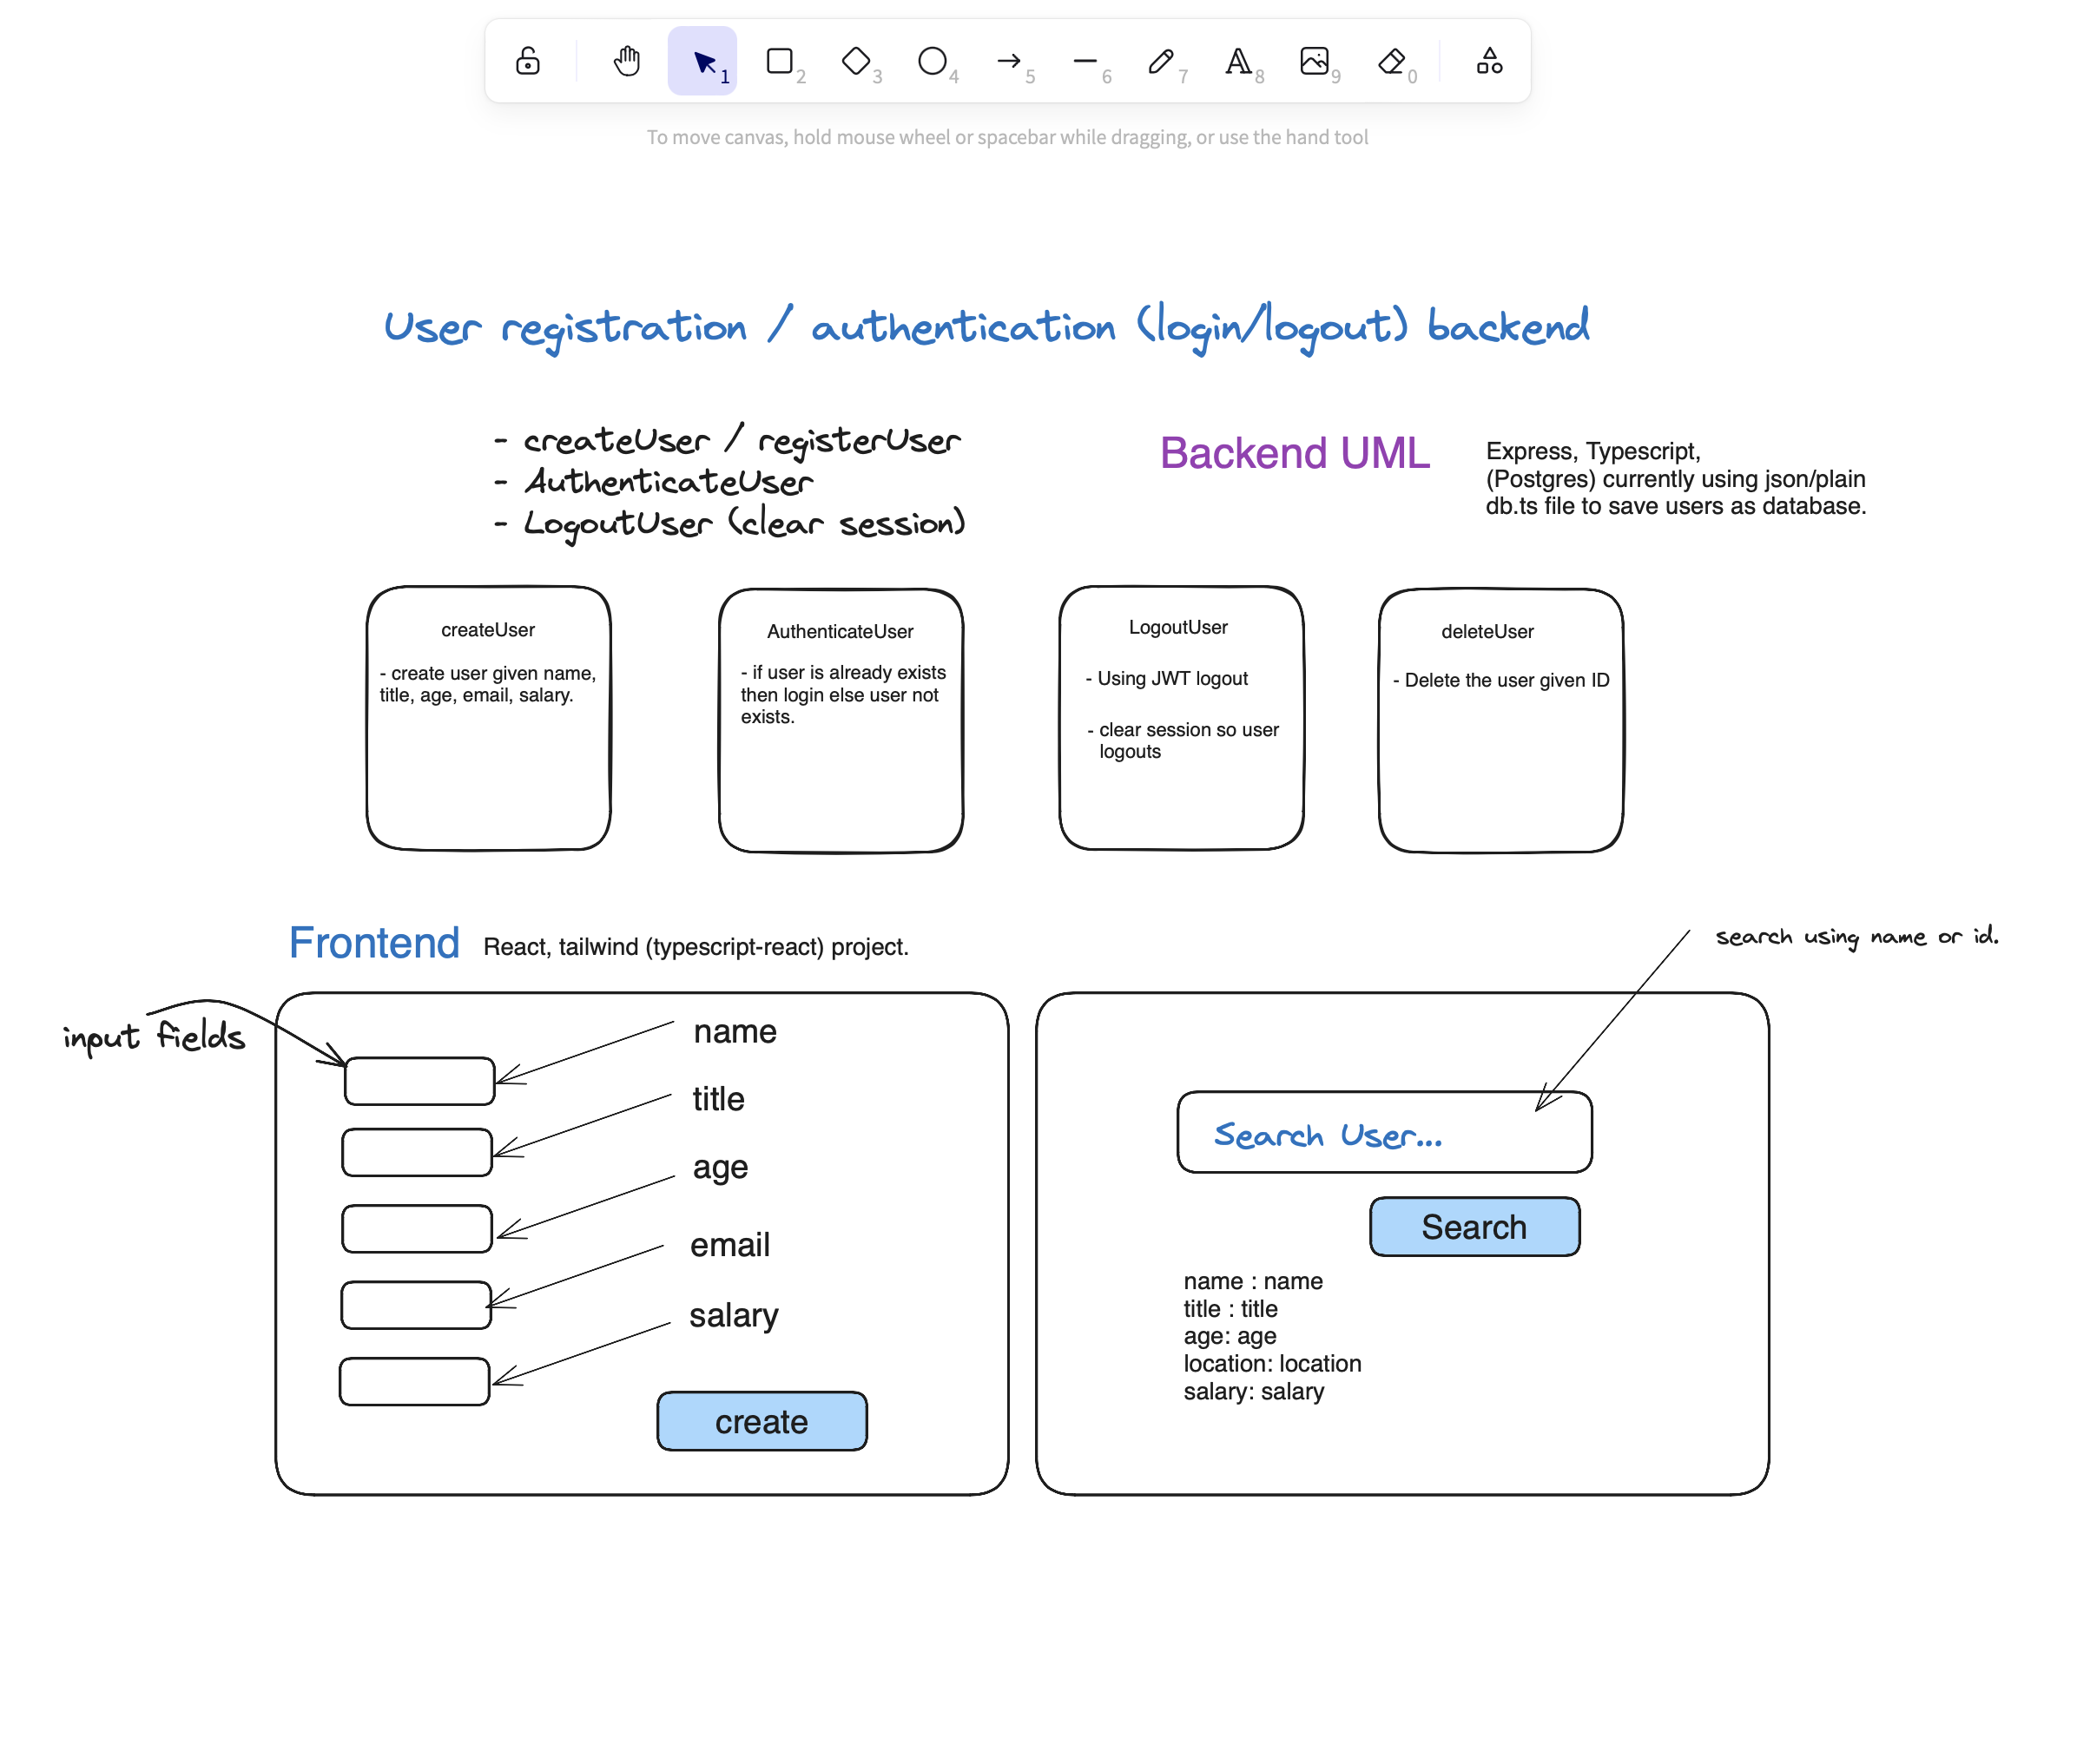 1
2
3
4
5
6
7
A
8
9
0
To move canvas, hold mouse wheel or spacebar while dragging, or use the hand tool
User registration / authentication (login/logout) backend
- createUser / registerUser
- AuthenticateUser
- LogoutUser (clear session)
Backend UML
Express, Typescript,
(Postgres) currently using json/plain
db.ts file to save users as database.
createUser
- create user given name,
title, age, email, salary.
AuthenticateUser
- if user is already exists
then login else user not
exists.
LogoutUser
- Using JWT logout
- clear session so user
logouts
deleteUser
- Delete the user given ID
Frontend
React, tailwind (typescript-react) project.
input fields
name
title
age
email
salary
create
search using name or id.
Search User...
Search
name : name
title : title
age: age
location: location
salary: salary